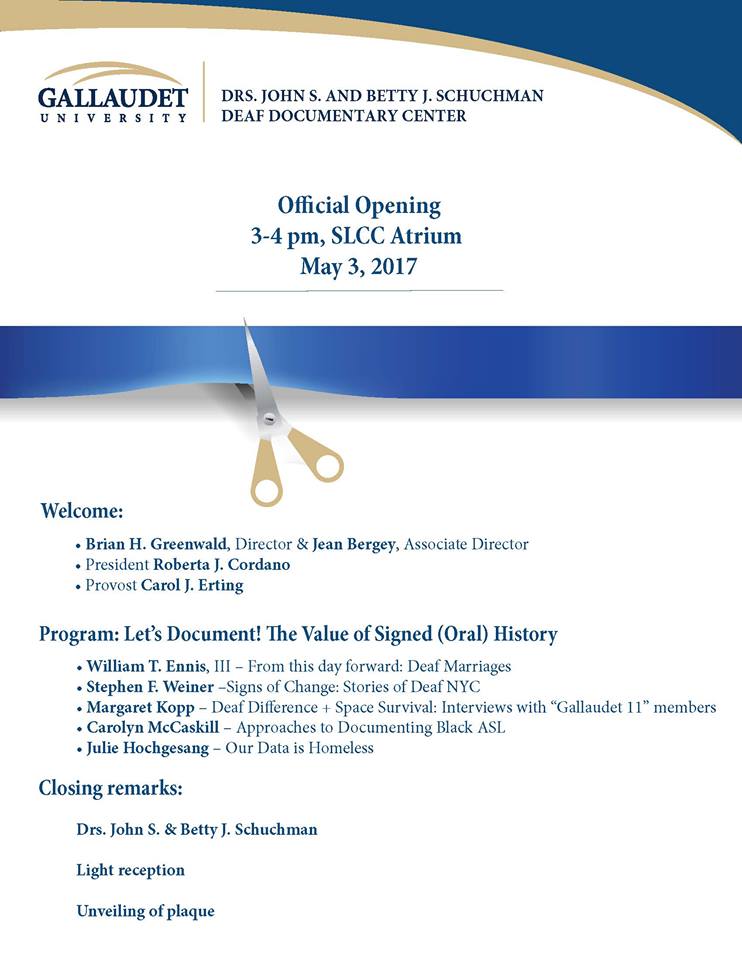 GALLAUDET
UNIVERSITY
DRS. JOHN S. AND BETTY J. SCHUCHMAN
DEAF DOCUMENTARY CENTER
Official Opening
3-4 pm, SLCC Atrium
May 3, 2017
Welcome:
• Brian H. Greenwald, Director & Jean Bergey, Associate Director
• President Roberta J. Cordano
• Provost Carol J. Erting
Program: Let’s Document! The Value of Signed (Oral) History
• William T. Ennis, III – From this day forward: Deaf Marriages
• Stephen F. Weiner –Signs of Change: Stories of Deaf NYC
• Margaret Kopp – Deaf Difference + Space Survival: Interviews with “Gallaudet 11” members
• Carolyn McCaskill – Approaches to Documenting Black ASL
• Julie Hochgesang – Our Data is Homeless
Closing remarks:
Drs. John S. & Betty J. Schuchman
Light reception
Unveiling of plaque